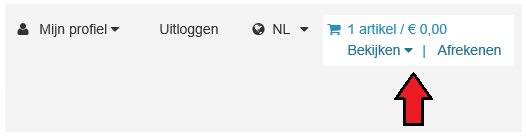 Mijn profiel Uitloggen NL 1 artikel / € 0,00
Bekijken | Afrekenen